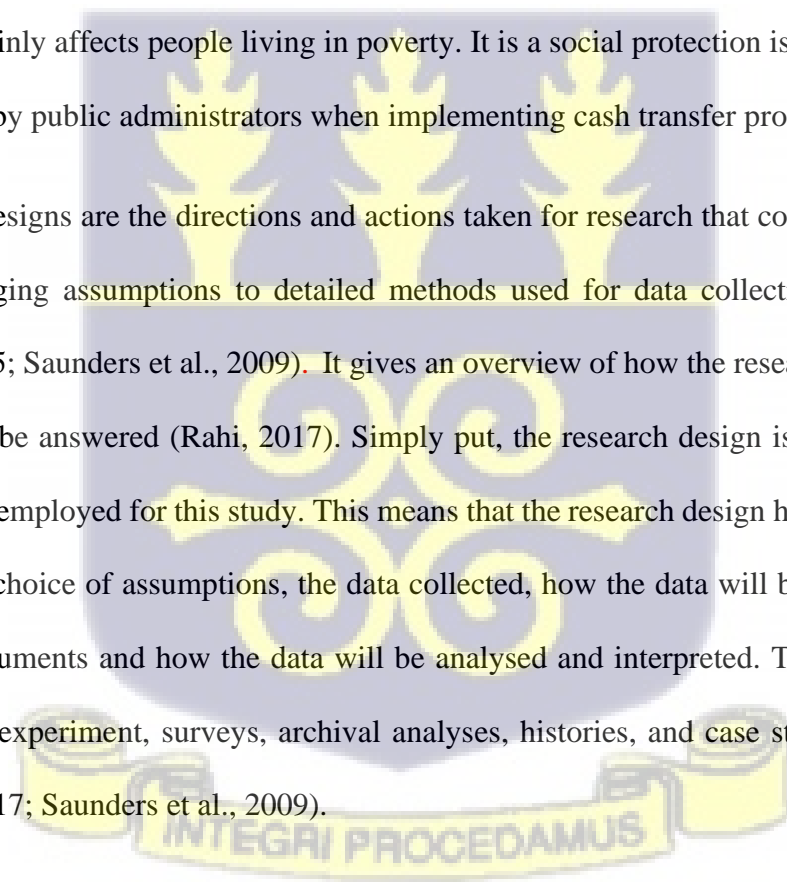 inly affects people living in poverty. It is a social protection is
by public administrators when implementing cash transfer pro
esigns are the directions and actions taken for research that co
ging assumptions to detailed methods used for data collecti
5; Saunders et al., 2009). It gives an overview of how the resea
be answered (Rahi, 2017). Simply put, the research design is
employed for this study. This means that the research design h
choice of assumptions, the data collected, how the data will b
uments and how the data will be analysed and interpreted. T
experiment, surveys, archival analyses, histories, and case st
17; Saunders et al., 2009).
INTEGRI PROCEDAMUS